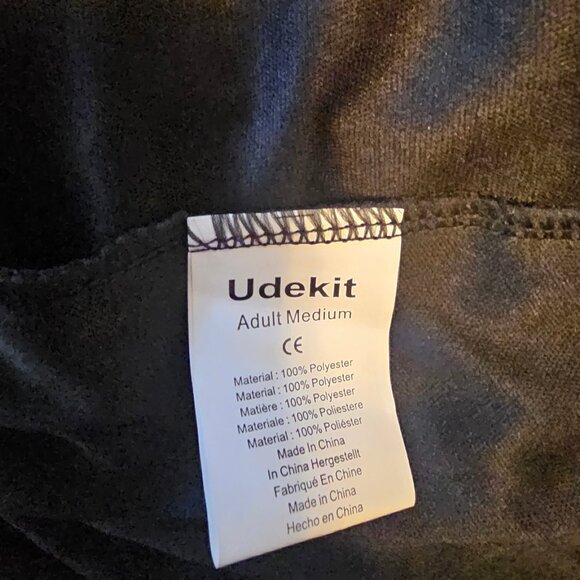 Udekit
Adult Medium
CE
Material : 100% Polyester
Material : 100% Polyester
Matière : 100% Polyester
Materiale : 100% Poliestere
Material : 100% Poliéster
Made In China
In China Hergestellt
Fabriqué En Chine
Made in China
Hecho en China